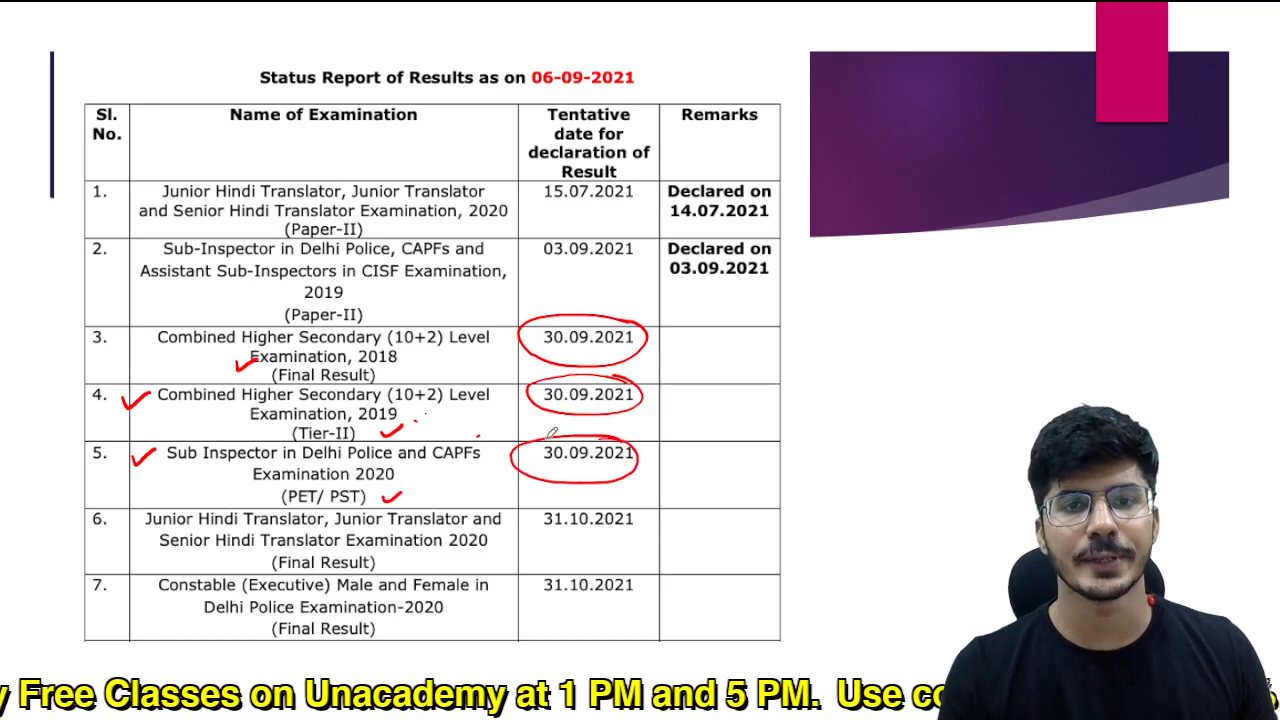 Status Report of Results as on 06-09-2021
Sl. No.
Name of Examination
Tentative date for declaration of Result
Remarks
1.
Junior Hindi Translator, Junior Translator
and Senior Hindi Translator Examination, 2020
(Paper-II)
15.07.2021
Declared on
14.07.2021
2.
Sub-Inspector in Delhi Police, CAPFs and
Assistant Sub-Inspectors in CISF Examination,
2019
(Paper-II)
03.09.2021
Declared on
03.09.2021
3.
Combined Higher Secondary (10+2) Level
Examination, 2018
(Final Result)
30.09.2021
4.
Combined Higher Secondary (10+2) Level
Examination, 2019
(Tier-II)
30.09.2021
5.
Sub Inspector in Delhi Police and CAPFs
Examination 2020
(PET/ PST)
30.09.2021
6.
Junior Hindi Translator, Junior Translator and
Senior Hindi Translator Examination 2020
(Final Result)
31.10.2021
7.
Constable (Executive) Male and Female in
Delhi Police Examination-2020
(Final Result)
31.10.2021
Free Classes on Unacademy at 1 PM and 5 PM. Use